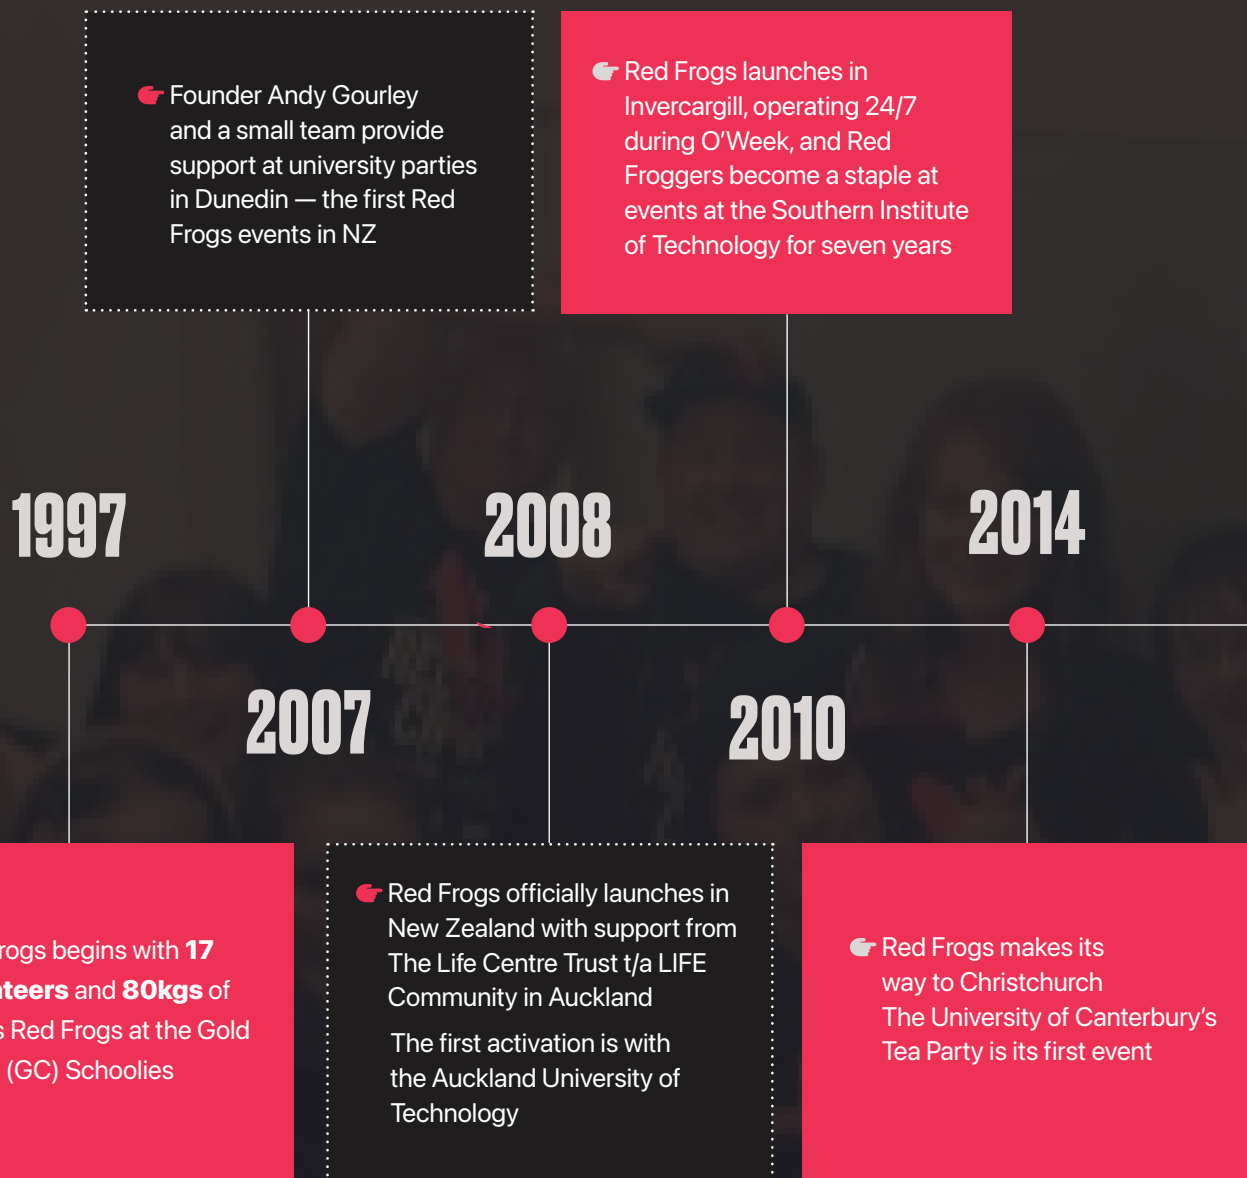 Founder Andy Gourley
and a small team provide
support at university parties
in Dunedin — the first Red
Frogs events in NZ
Red Frogs launches in
Invercargill, operating 24/7
during O’Week, and Red
Froggers become a staple at
events at the Southern Institute
of Technology for seven years
1997
2008
2014
2007
2010
begins with 17
and 80kgs of
Red Frogs at the Gold
(GC) Schoolies
Red Frogs officially launches in
New Zealand with support from
The Life Centre Trust t/a LIFE
Community in Auckland
The first activation is with
the Auckland University of
Technology
Red Frogs makes its
way to Christchurch
The University of Canterbury’s
Tea Party is its first event